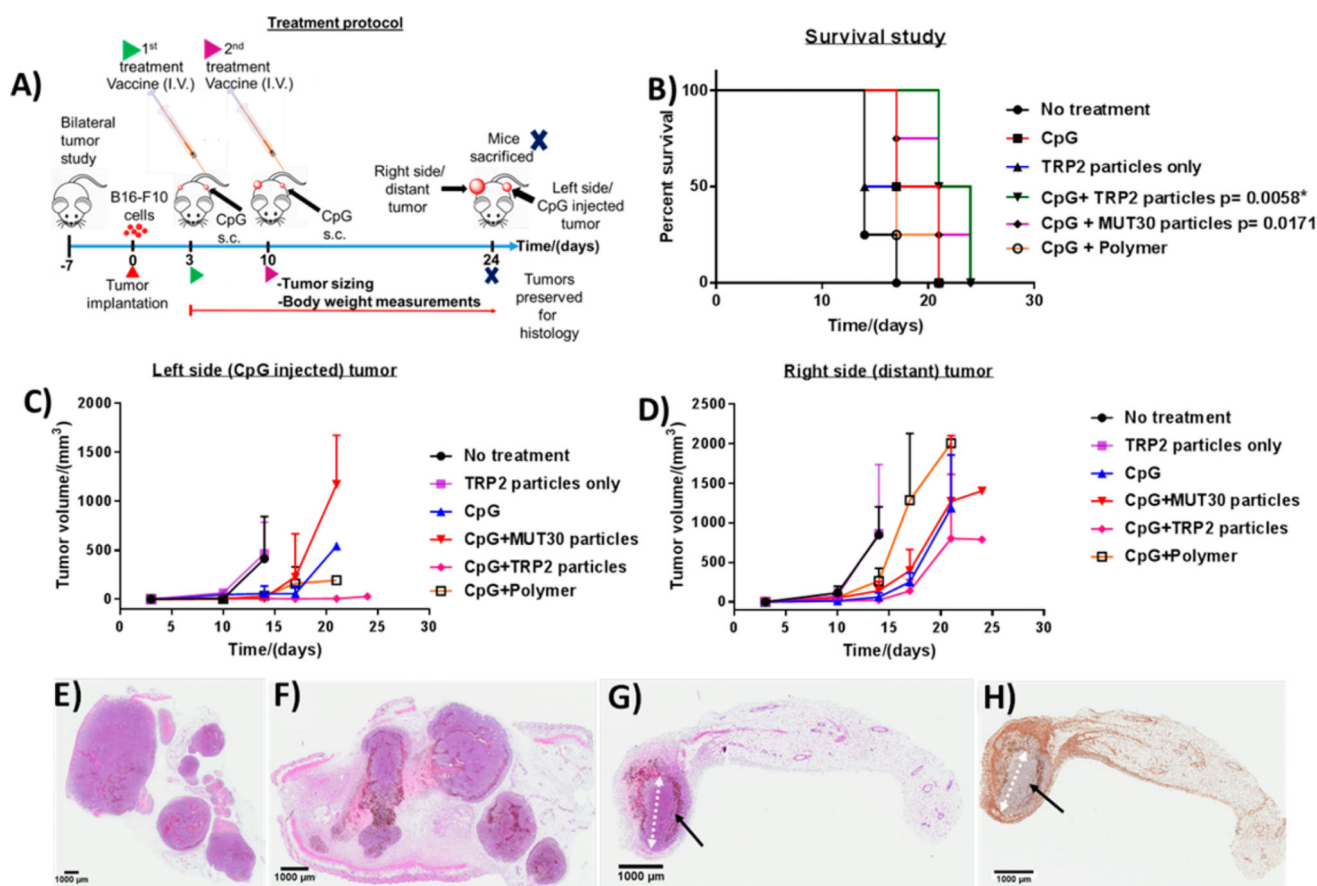 Treatment protocol
A)
1st
treatment
Vaccine (I.V.)
2nd
treatment
Vaccine (I.V.)
Bilateral
tumor
study
B16-F10
cells
CpG
s.c.
CpG
s.c.
Right side/
distant
tumor
Mice
sacrificed
Left side/
CpG injected
tumor
Time/(days)
-7
0
3
10
24
Tumor
implantation
-Tumor sizing
-Body weight measurements
Tumors
preserved
for
histology
Survival study
B)
Percent survival
100
50
0
0
10
20
30
Time/(days)
No treatment
CpG
TRP2 particles only
CpG+ TRP2 particles p= 0.0058*
CpG + MUT30 particles p= 0.0171
CpG + Polymer
Left side (CpG injected) tumor
C)
Tumor volume/(mm3)
2000
1500
1000
500
0
0
5
10
15
20
25
30
Time/(days)
No treatment
TRP2 particles only
CpG
CpG+MUT30 particles
CpG+TRP2 particles
CpG+Polymer
Right side (distant) tumor
D)
Tumor volume/(mm3)
2500
2000
1500
1000
500
0
0
5
10
15
20
25
30
Time/(days)
No treatment
TRP2 particles only
CpG
CpG+MUT30 particles
CpG+TRP2 particles
CpG+Polymer
E)
1000 µm
F)
1000 µm
G)
1000 µm
H)
1000 µm